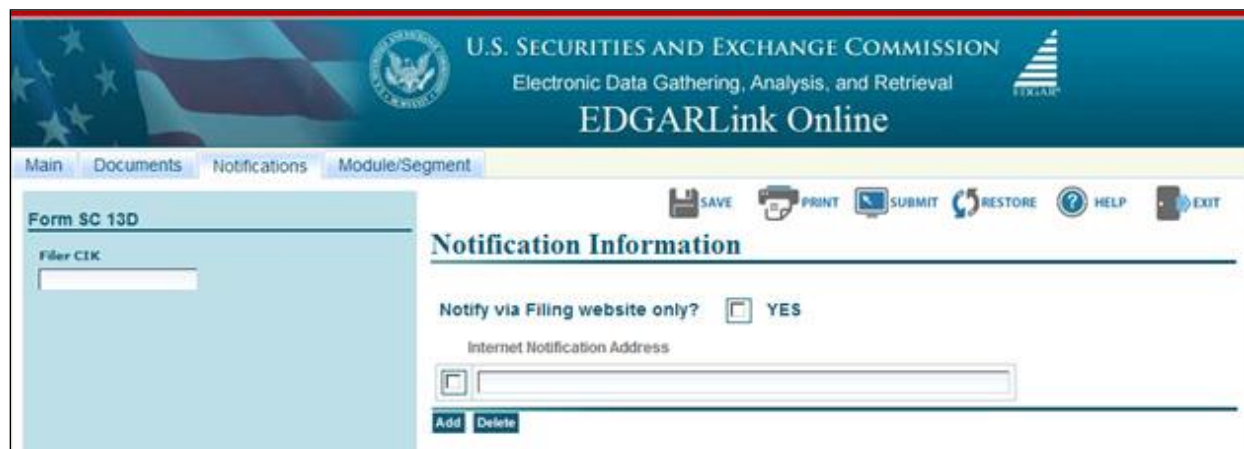 U.S. SECURITIES AND EXCHANGE COMMISSION
Electronic Data Gathering, Analysis, and Retrieval
EDGARLink Online
EDGAR®
Main Documents Notifications Module/Segment
SAVE PRINT SUBMIT RESTORE HELP EXIT
Form SC 13D
Filer CIK
Notification Information
Notify via Filing website only? YES
Internet Notification Address
Add Delete